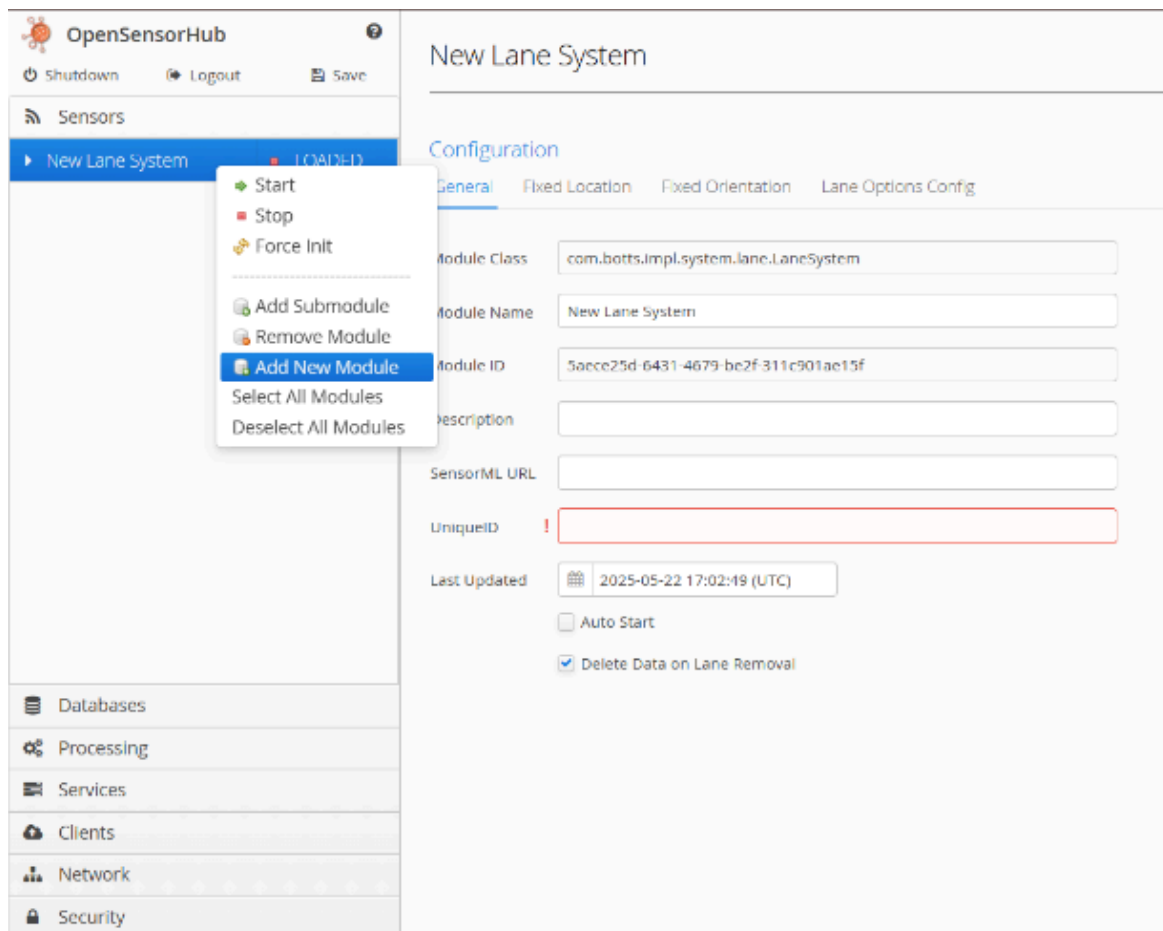 OpenSensorHub
Shutdown Logout Save
Sensors
New Lane System LOADED
Start
Stop
Force Init
Add Submodule
Remove Module
Add New Module
Select All Modules
Deselect All Modules
Databases
Processing
Services
Clients
Network
Security
New Lane System
Configuration
General Fixed Location Fixed Orientation Lane Options Config
Module Class com.botts.impl.system.lane.LaneSystem
Module Name New Lane System
Module ID 5aece25d-6431-4679-be2f-311c901ae15f
Description
SensorML URL
UniqueID !
Last Updated 2025-05-22 17:02:49 (UTC)
Auto Start
Delete Data on Lane Removal